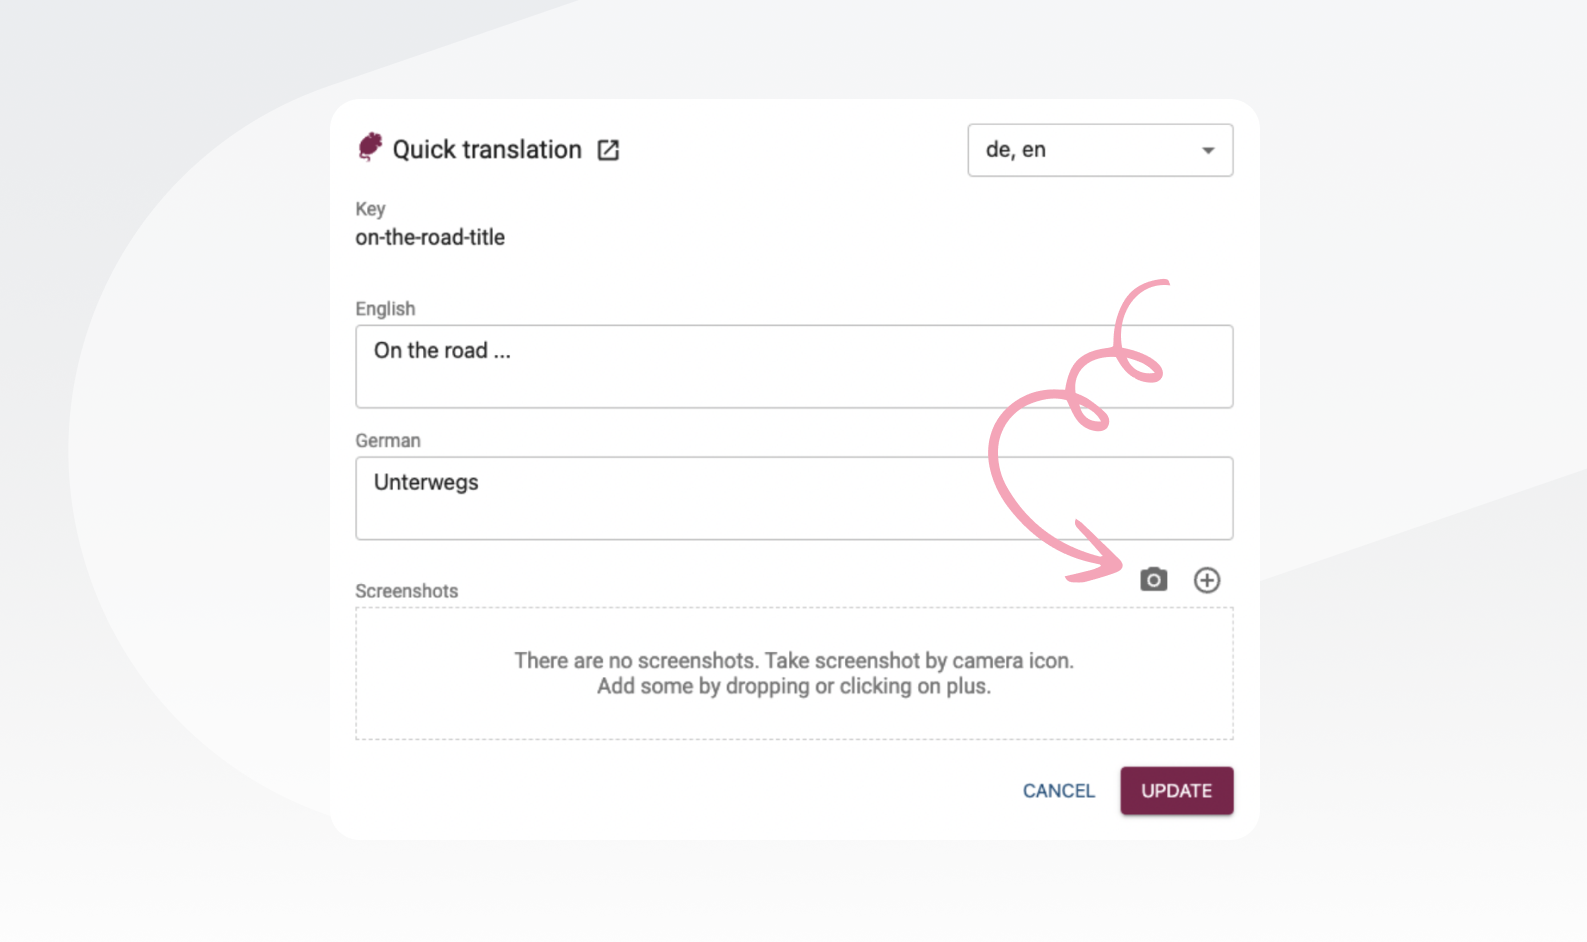 Quick translation
de, en
Key
on-the-road-title
English
On the road ...
German
Unterwegs
Screenshots
There are no screenshots. Take screenshot by camera icon.
Add some by dropping or clicking on plus.
CANCEL
UPDATE